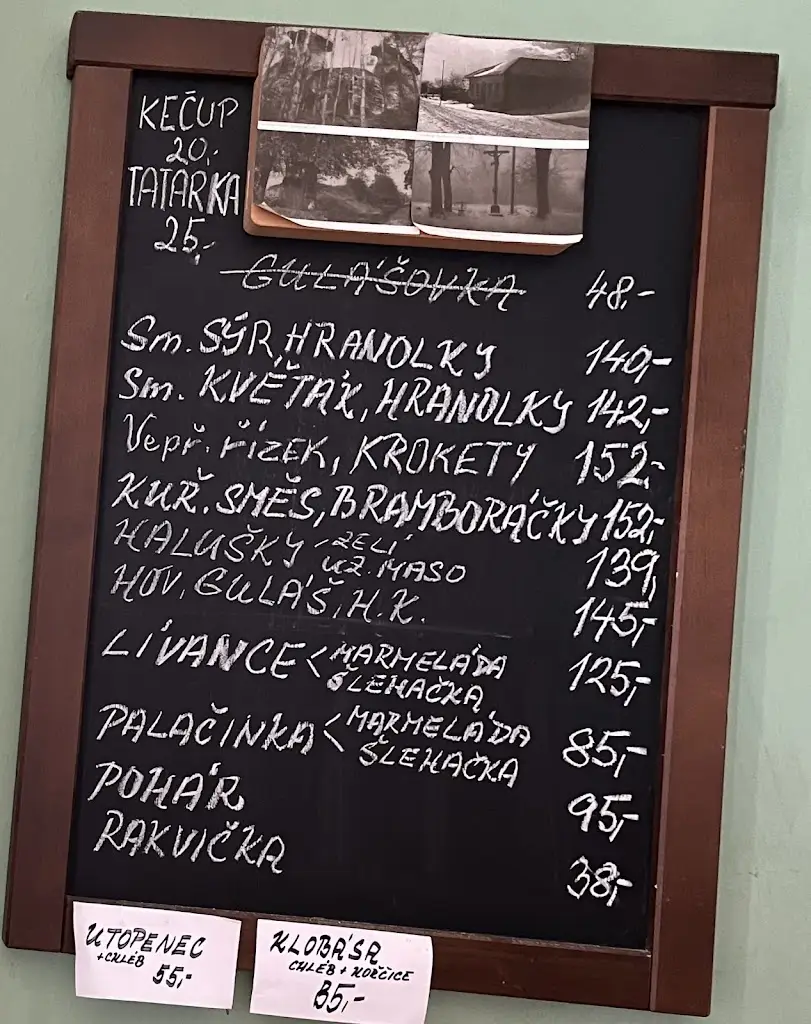 KEČUP
20,-
TATARKA
25,-
GULÁŠOVKA 48,-
Sm. SÝR, HRANOLKY 140,-
Sm. KVĚŤÁK, HRANOLKY 142,-
Vepř. ŘÍZEK, KROKETY 152,-
KUŘ. SMĚS, BRAMBORÁČKY 152,-
HALUŠKY ZELÍ UZ. MASO 139,
HOV. GULÁŠ, H.K. 145,-
LÍVANCE < MARMELÁDA ŠLEHAČKA 125,-
PALAČINKA < MARMELÁDA ŠLEHAČKA 85,-
POHÁR 95,-
RAKVIČKA 38,-
UTOPENEC
+CHLÉB 55,-
KLOBÁSA
CHLÉB + HOŘČICE
85,-